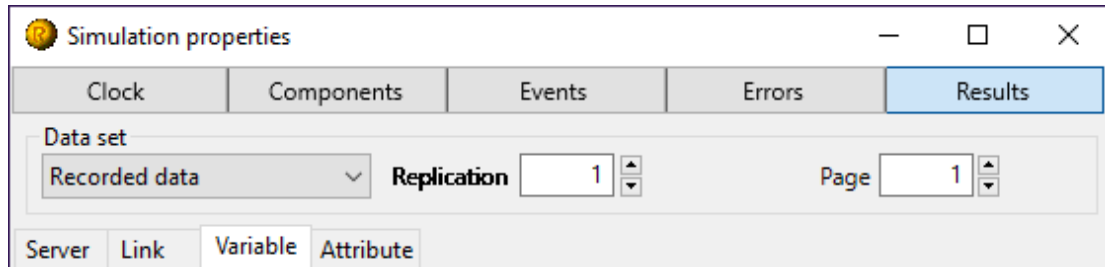 Simulation properties
Clock Components Events Errors Results
Data set
Recorded data Replication 1 Page 1
Server Link Variable Attribute